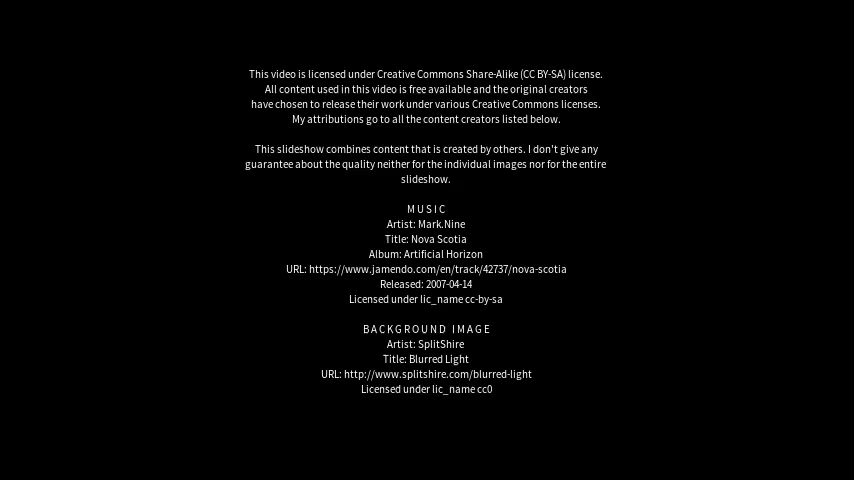 This video is licensed under Creative Commons Share-Alike (CC BY-SA) license.
All content used in this video is free available and the original creators
have chosen to release their work under various Creative Commons licenses.
My attributions go to all the content creators listed below.
This slideshow combines content that is created by others. I don't give any
guarantee about the quality neither for the individual images nor for the entire
slideshow.
MUSIC
Artist: Mark.Nine
Title: Nova Scotia
Album: Artificial Horizon
URL: https://www.jamendo.com/en/track/42737/nova-scotia
Released: 2007-04-14
Licensed under lic_name cc-by-sa
BACKGROUND IMAGE
Artist: SplitShire
Title: Blurred Light
URL: http://www.splitshire.com/blurred-light
Licensed under lic_name cc0